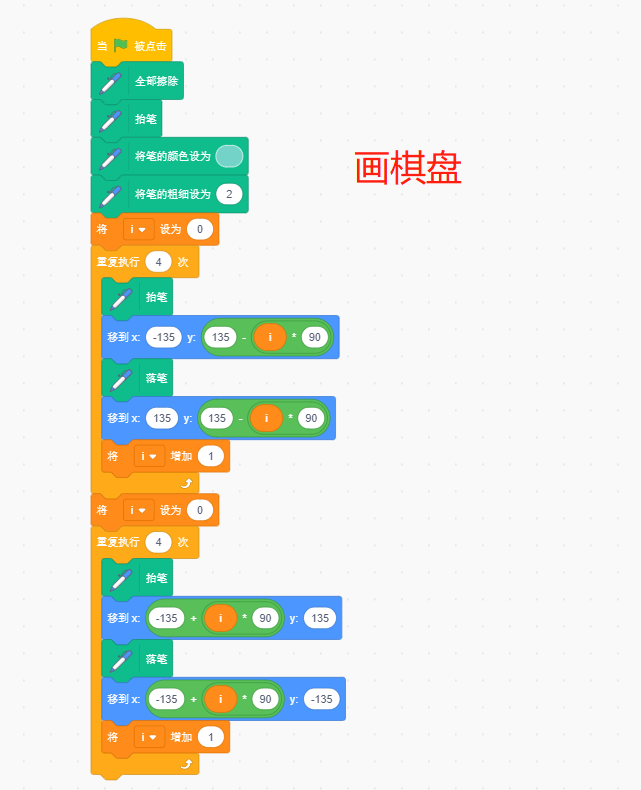 当 被点击
全部擦除
抬笔
画棋盘
将笔的颜色设为
将笔的粗细设为 2
将 i 设为 0
重复执行 4 次
抬笔
移到 x: -135 y: 135 - i * 90
落笔
移到 x: 135 y: 135 - i * 90
将 i 增加 1
将 i 设为 0
重复执行 4 次
抬笔
移到 x: -135 + i * 90 y: 135
落笔
移到 x: -135 + i * 90 y: -135
将 i 增加 1